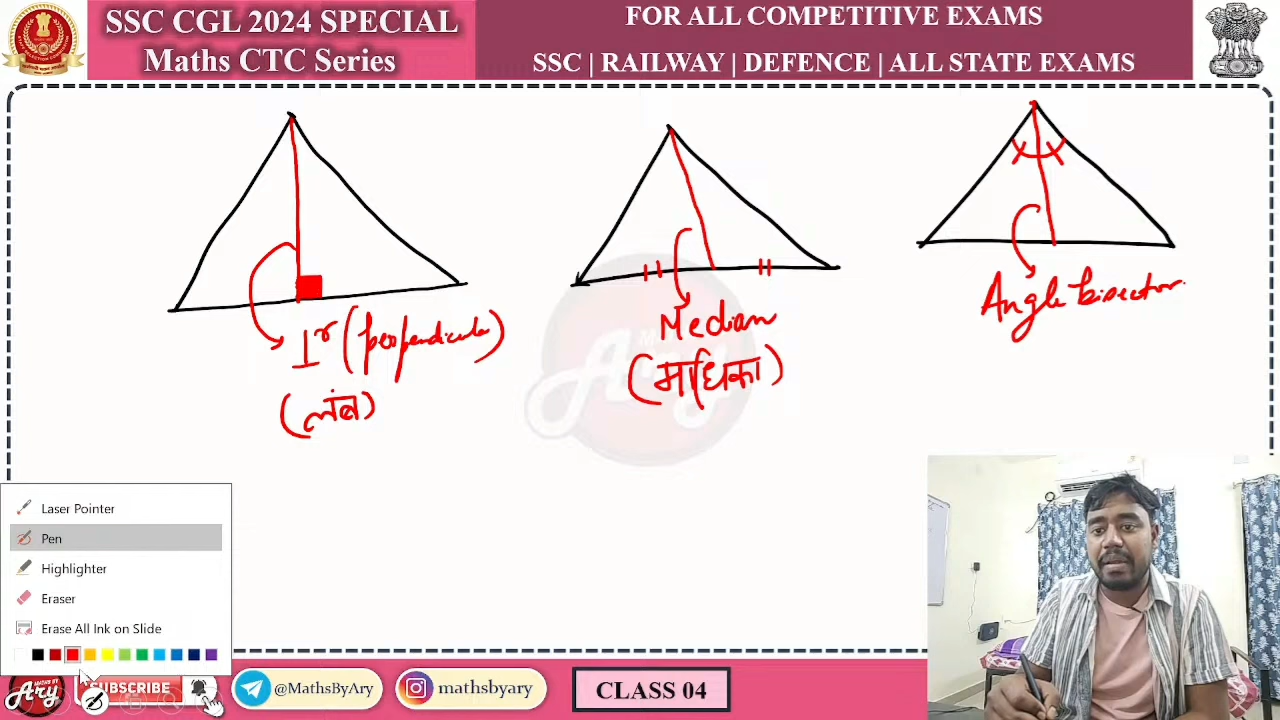 SSC CGL 2024 SPECIAL
Maths CTC Series
FOR ALL COMPETITIVE EXAMS
SSC | RAILWAY | DEFENCE | ALL STATE EXAMS
⊥r (perpendicular)
(लंब)
Median
(माधिका)
Angle bisector
Laser Pointer
Pen
Highlighter
Eraser
Erase All Ink on Slide
Ary
SUBSCRIBE
@MathsByAry
mathsbyary
CLASS 04